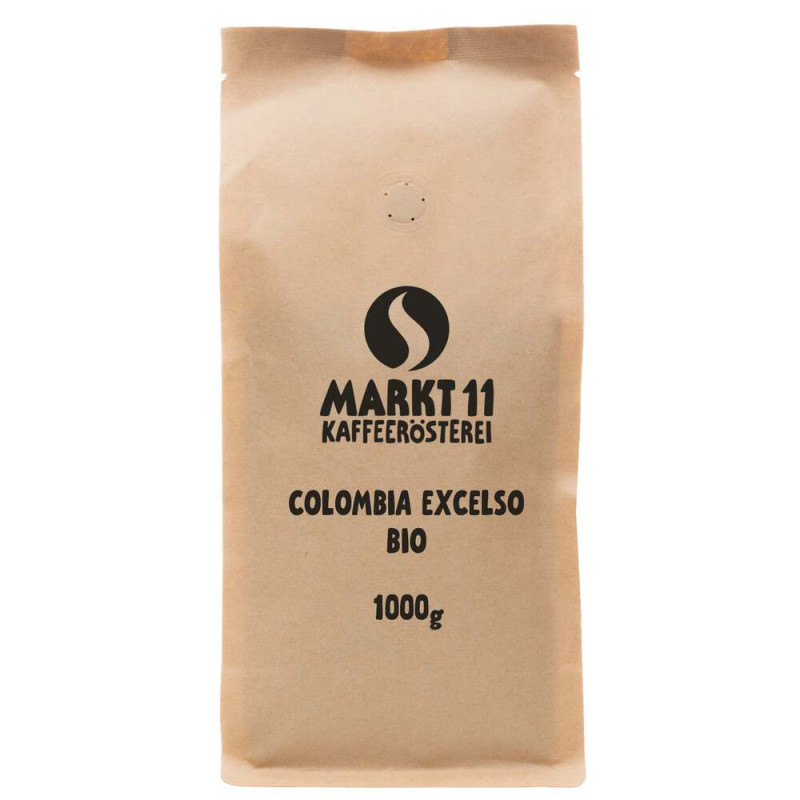 MARKT 11
KAFFEERÖSTEREI
COLOMBIA EXCELSO
BIO
1000g